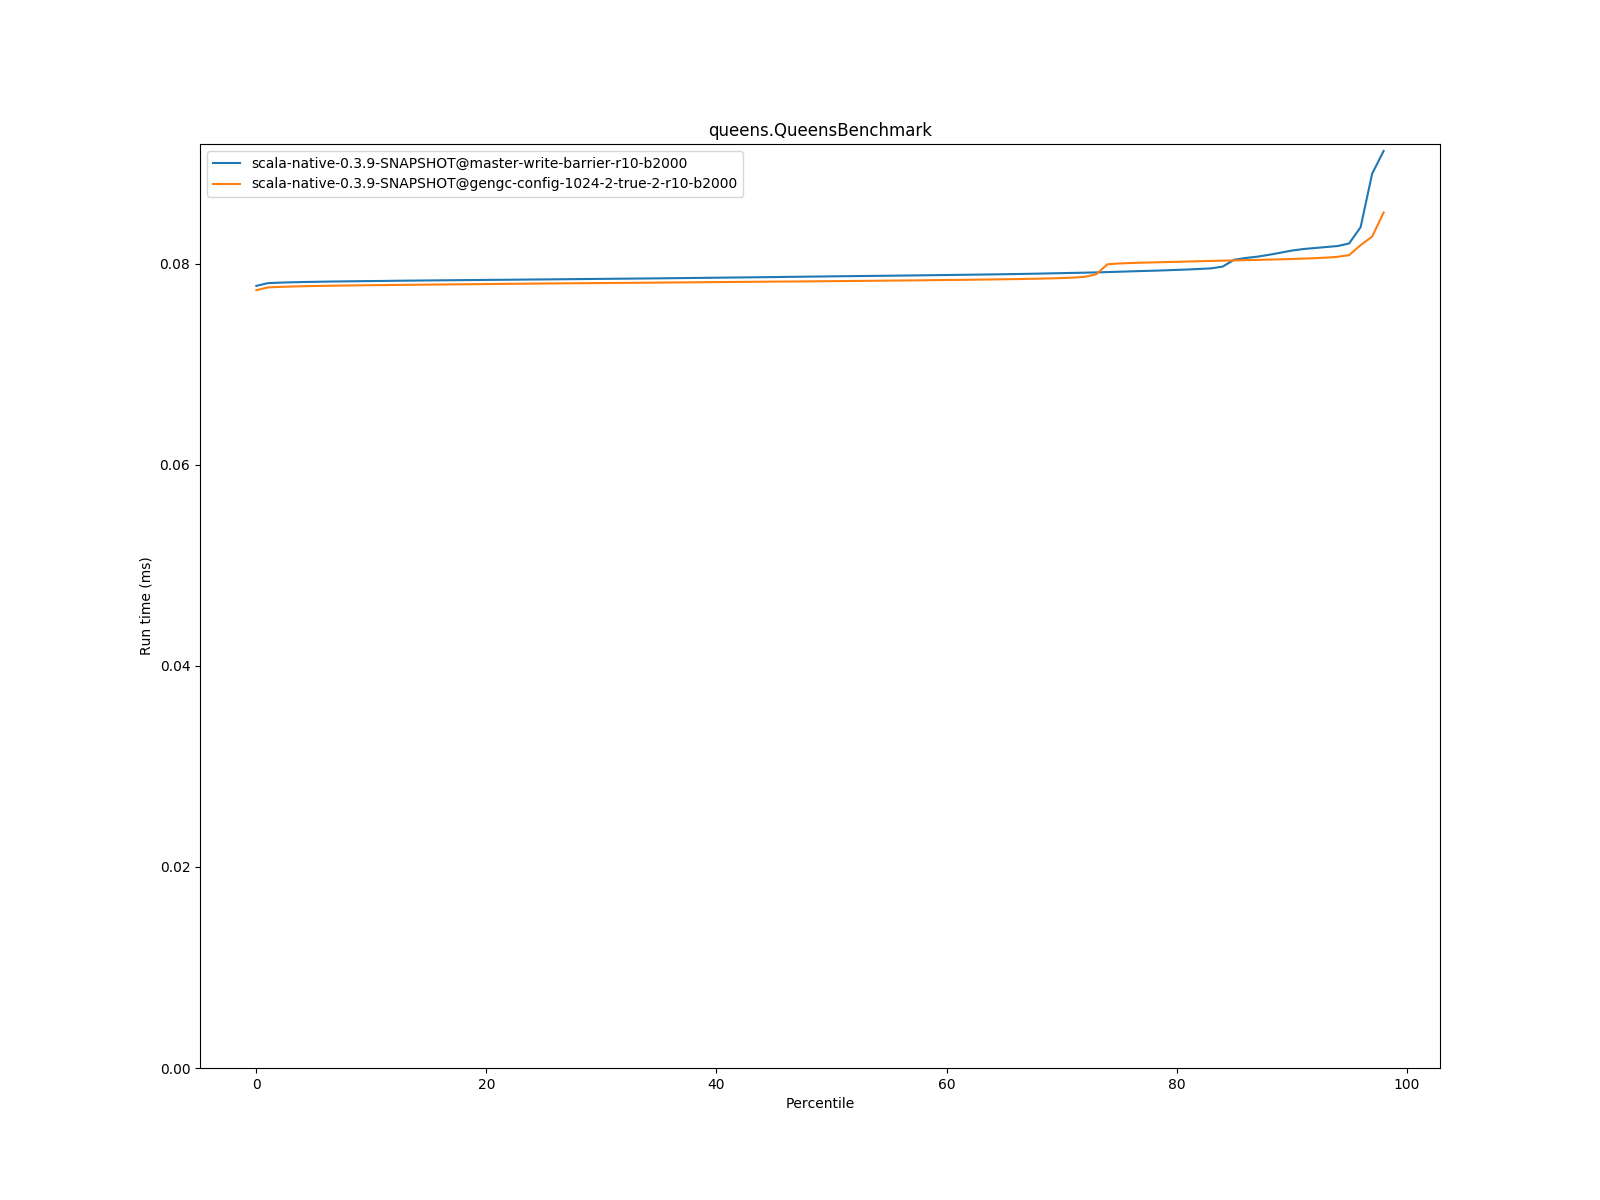 queens.QueensBenchmark
scala-native-0.3.9-SNAPSHOT@master-write-barrier-r10-b2000
scala-native-0.3.9-SNAPSHOT@gengc-config-1024-2-true-2-r10-b2000
0.08
0.06
0.04
0.02
0.00
Run time (ms)
0 20 40 60 80 100
Percentile